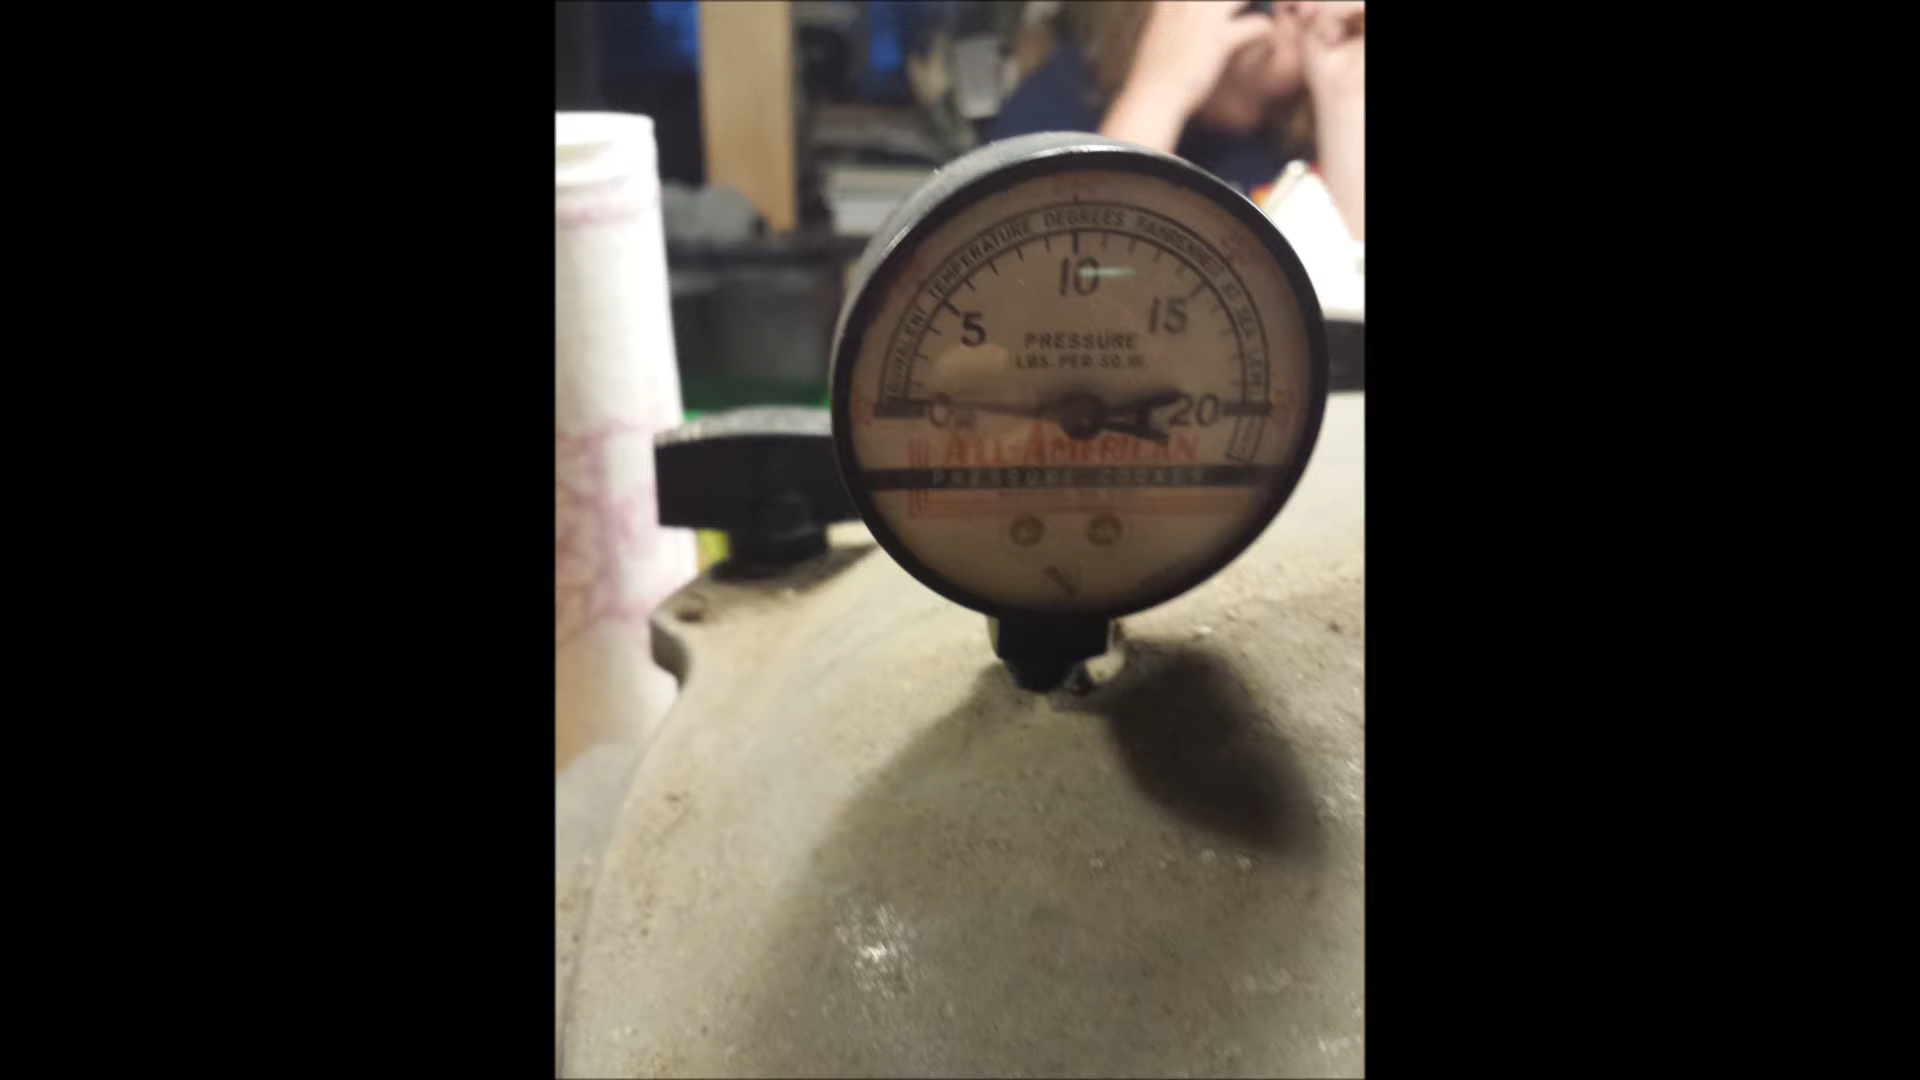 EQUIVALENT TEMPERATURE DEGREES FAHRENHEIT AT SEA LEVEL
10
5
15
PRESSURE
LBS. PER SQ. IN.
0
20
ALL-AMERICAN
PRESSURE COOKER